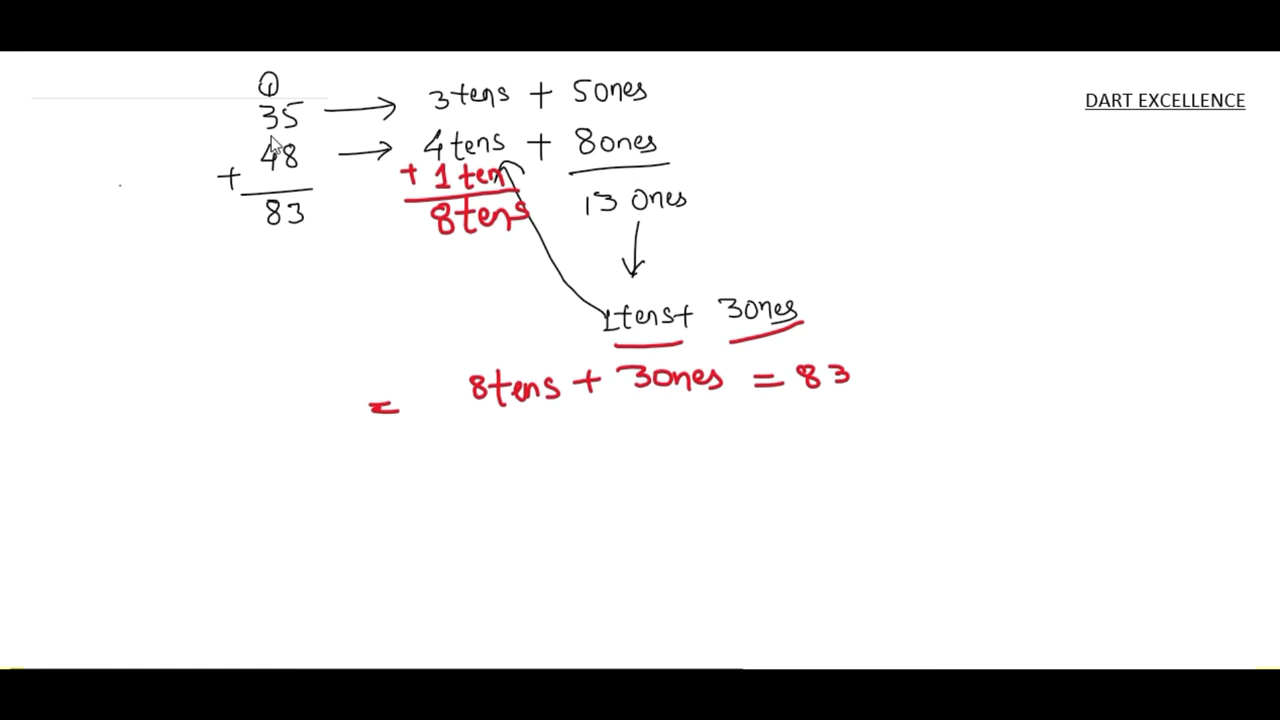 1
35 → 3tens + 5ones
DART EXCELLENCE
+ 48 → 4tens + 8ones
+ 1 ten
83 8tens 13 Ones
1tens+ 3ones
= 8tens + 3ones = 83